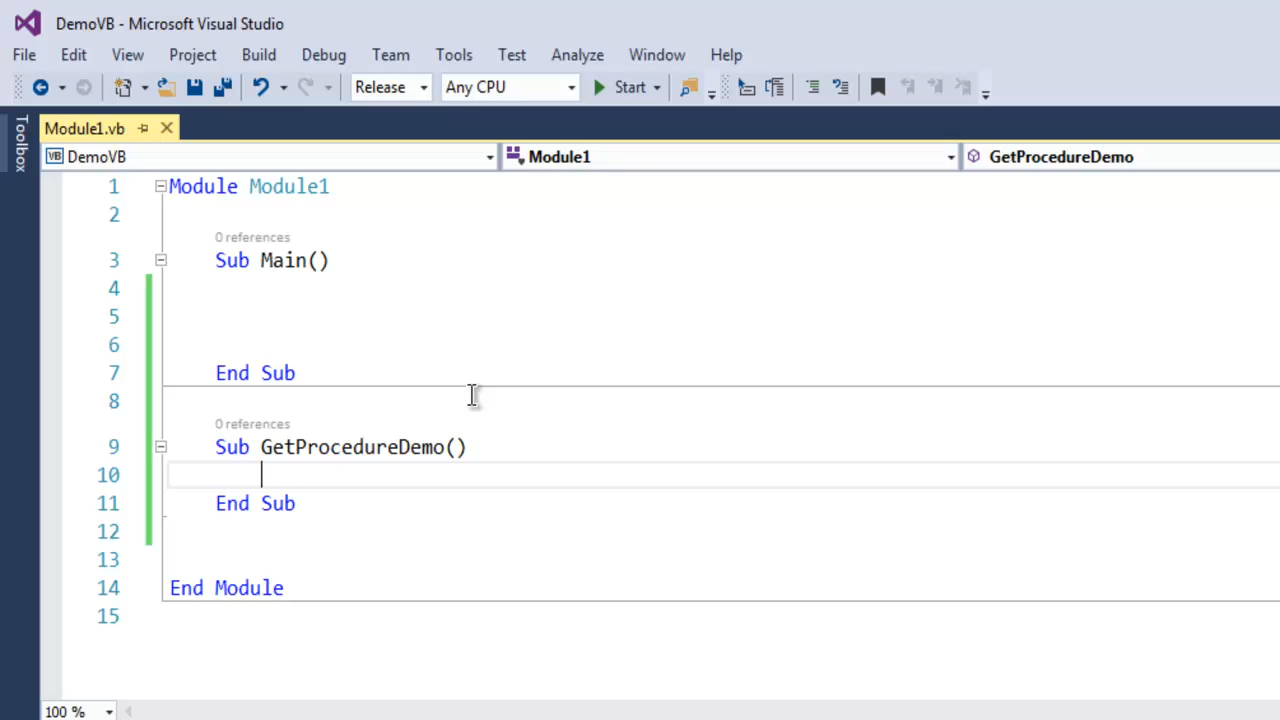 DemoVB - Microsoft Visual Studio
File Edit View Project Build Debug Team Tools Test Analyze Window Help
Release Any CPU Start
Toolbox
Module1.vb
VB DemoVB Module1 GetProcedureDemo
1 Module Module1
2
0 references
3 Sub Main()
4
5
6
7 End Sub
8
0 references
9 Sub GetProcedureDemo()
10
11 End Sub
12
13
14 End Module
15
100 %